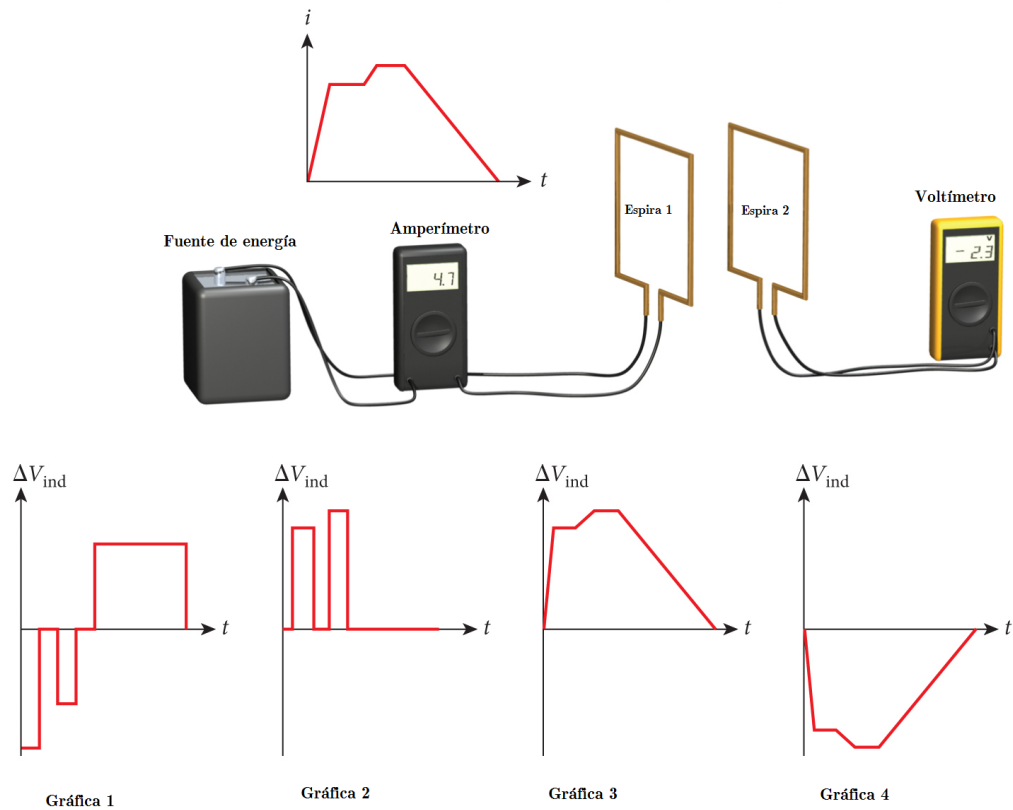 i
t
Espira 1
Espira 2
Voltímetro
Fuente de energía
Amperímetro
4.7
V
- 2.3
ΔV_ind
ΔV_ind
ΔV_ind
ΔV_ind
t
t
t
t
Gráfica 1
Gráfica 2
Gráfica 3
Gráfica 4